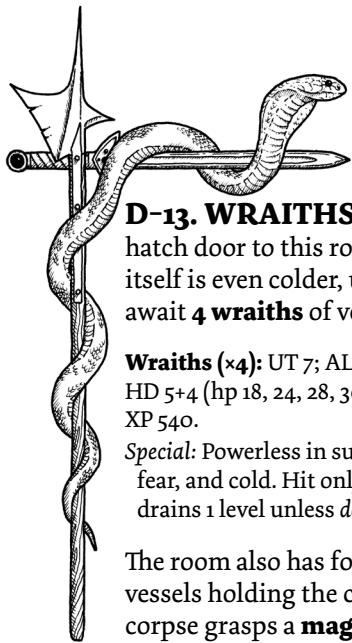 D-13. WRAITHS
hatch door to this ro
itself is even colder, u
await 4 wraiths of v
Wraiths (×4): UT 7; AL
HD 5+4 (hp 18, 24, 28, 3
XP 540.
Special: Powerless in su
fear, and cold. Hit onl
drains 1 level unless d
The room also has fo
vessels holding the c
corpse grasps a mag